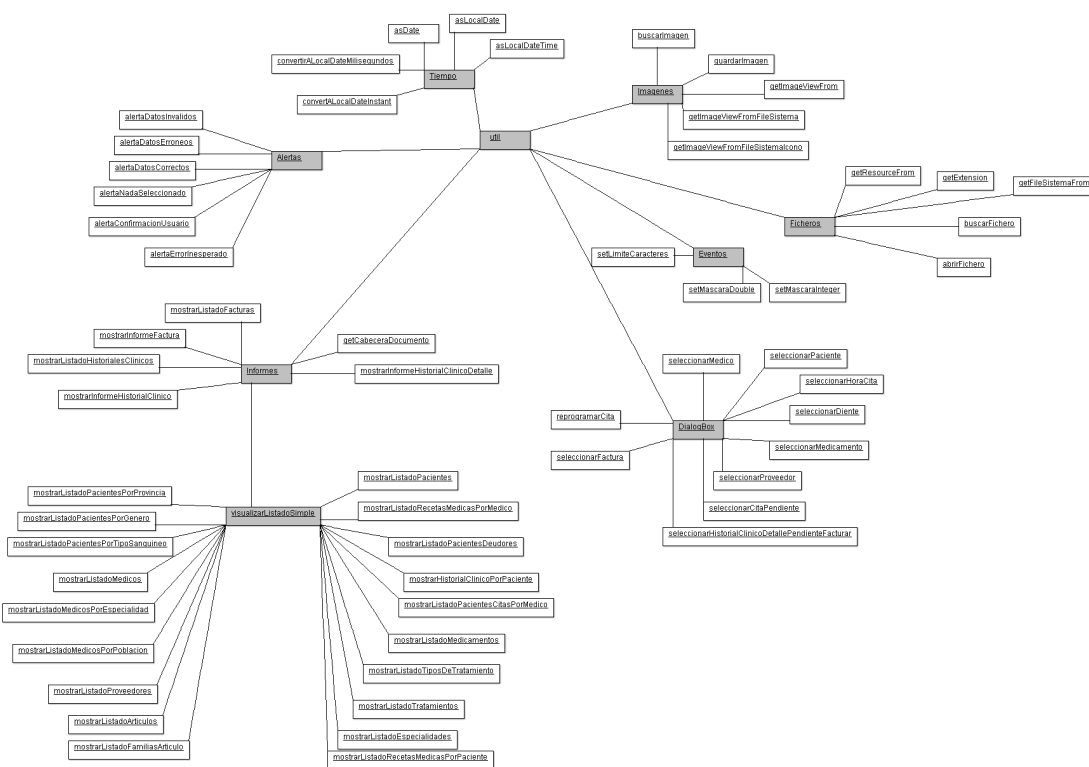 asLocalDate
asDate
asLocalDateTime
convertirALocalDateMilisegundos
Tiempo
convertALocalDateInstant
buscarImagen
guardarImagen
getImageViewFrom
Imagenes
getImageViewFromFileSistema
getImageViewFromFileSistemaIcono
util
alertaDatosInvalidos
alertaDatosErroneos
Alertas
alertaDatosCorrectos
alertaNadaSeleccionado
alertaConfirmacionUsuario
alertaErrorInesperado
getResourceFrom
getExtension
getFileSistemaFrom
Ficheros
buscarFichero
abrirFichero
setLimiteCaracteres
Eventos
setMascaraDouble
setMascaraInteger
mostrarListadoFacturas
mostrarInformeFactura
getCabeceraDocumento
mostrarListadoHistorialesClinicos
Informes
mostrarInformeHistorialClinicoDetalle
mostrarInformeHistorialClinico
seleccionarMedico
seleccionarPaciente
seleccionarHoraCita
reprogramarCita
seleccionarDiente
DialogBox
seleccionarMedicamento
seleccionarFactura
seleccionarProveedor
seleccionarCitaPendiente
seleccionarHistorialClinicoDetallePendienteFacturar
mostrarListadoPacientes
mostrarListadoPacientesPorProvincia
mostrarListadoRecetasMedicasPorMedico
visualizarListadoSimple
mostrarListadoPacientesPorGenero
mostrarListadoPacientesPorTipoSanguineo
mostrarListadoPacientesDeudores
mostrarListadoMedicos
mostrarHistorialClinicoPorPaciente
mostrarListadoMedicosPorEspecialidad
mostrarListadoPacientesCitasPorMedico
mostrarListadoMedicosPorPoblacion
mostrarListadoMedicamentos
mostrarListadoTiposDeTratamiento
mostrarListadoProveedores
mostrarListadoTratamientos
mostrarListadoArticulos
mostrarListadoEspecialidades
mostrarListadoFamiliasArticulo
mostrarListadoRecetasMedicasPorPaciente